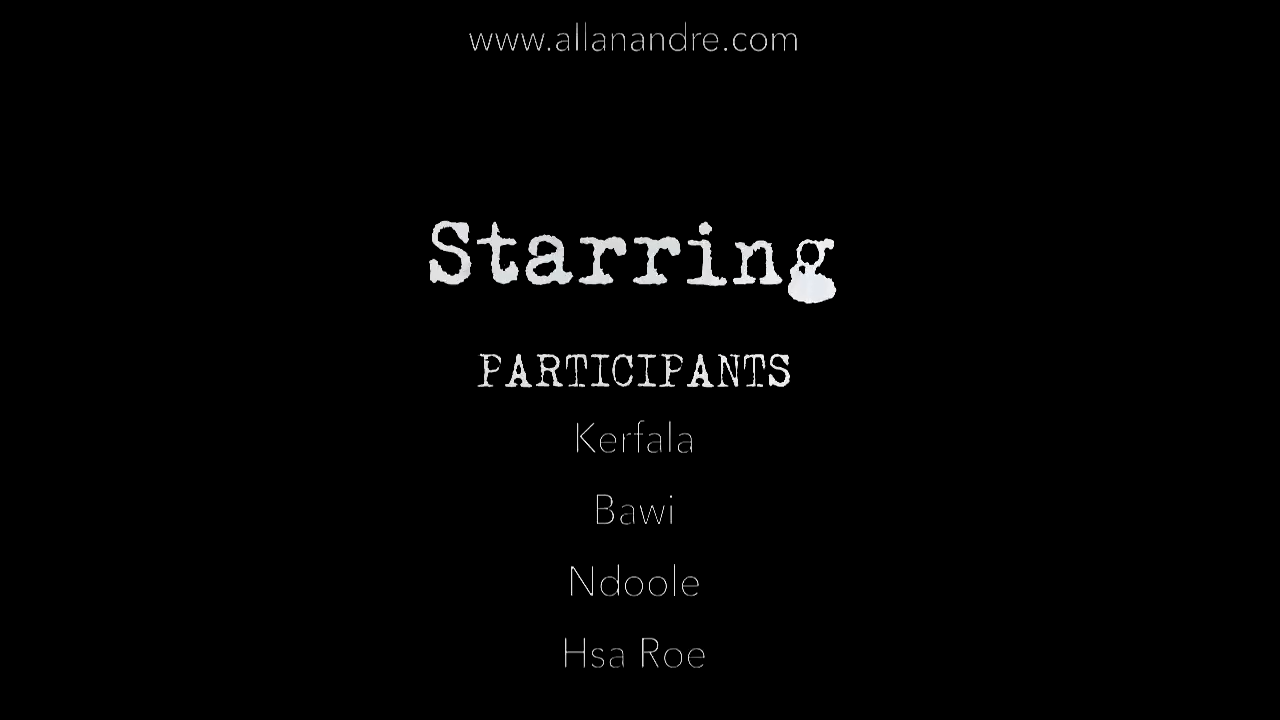 www.allanandre.com
Starring
PARTICIPANTS
Kerfala
Bawi
Ndoole
Hsa Roe